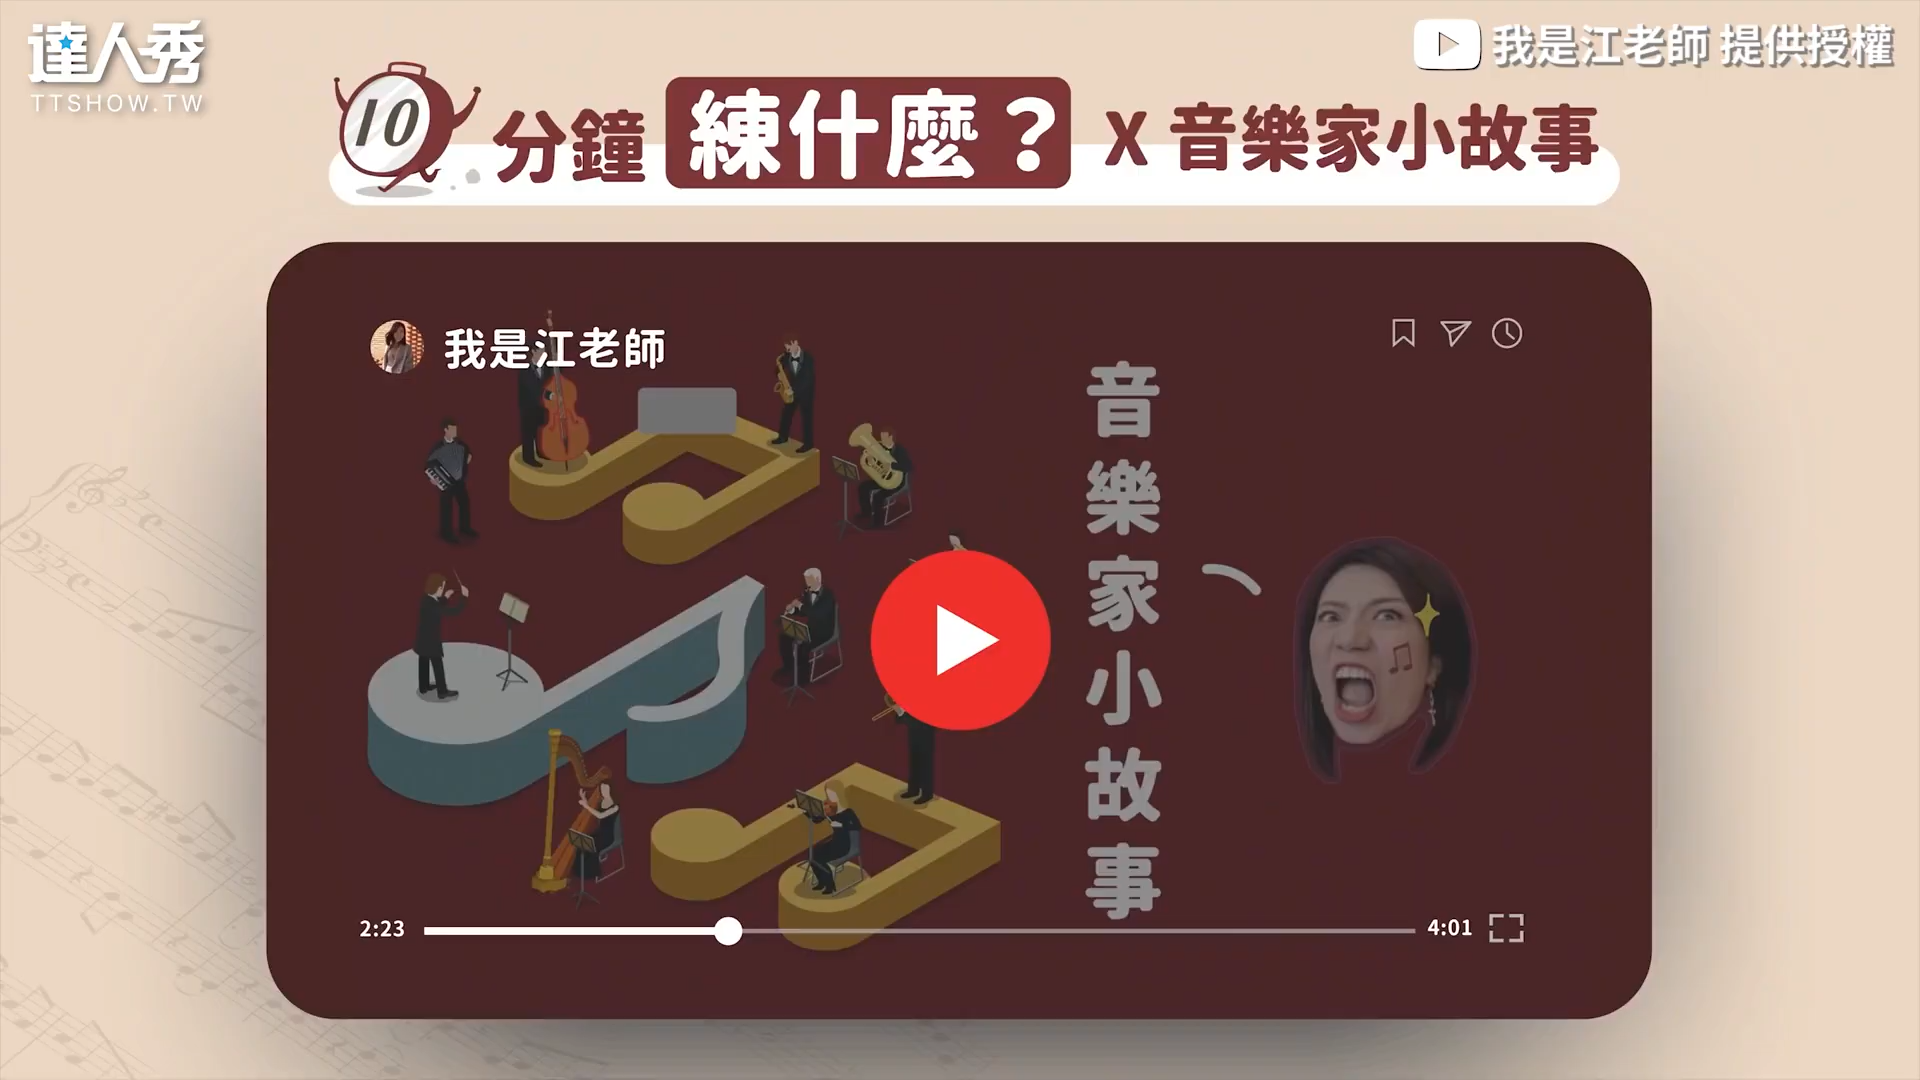 達人秀
TTSHOW.TW
我是江老師 提供授權
10分鐘 練什麼？ X 音樂家小故事
我是江老師
音樂家小故事
2:23
4:01